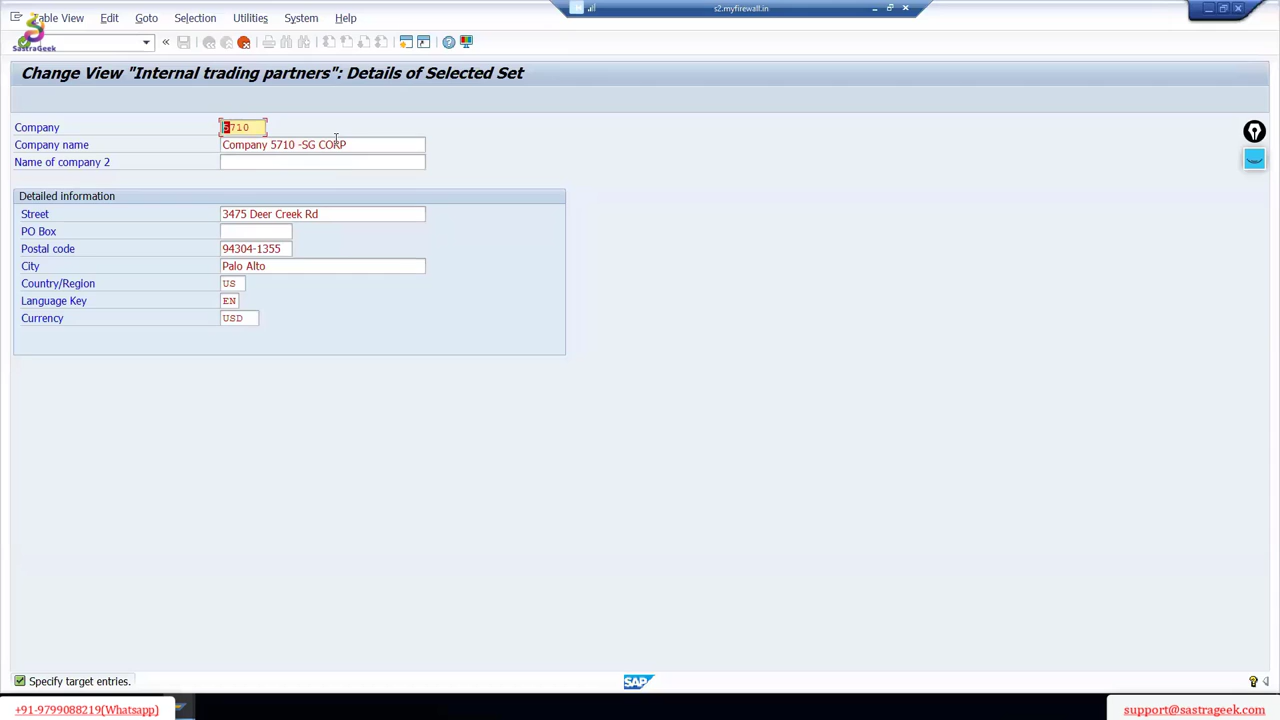 s2.myfirewall.in
Table View Edit Goto Selection Utilities System Help
SASTRAGEEK
Change View "Internal trading partners": Details of Selected Set
Company 5710
Company name Company 5710 -SG CORP
Name of company 2
Detailed information
Street 3475 Deer Creek Rd
PO Box
Postal code 94304-1355
City Palo Alto
Country/Region US
Language Key EN
Currency USD
Specify target entries.
SAP
+91-9799088219(Whatsapp)
support@sastrageek.com